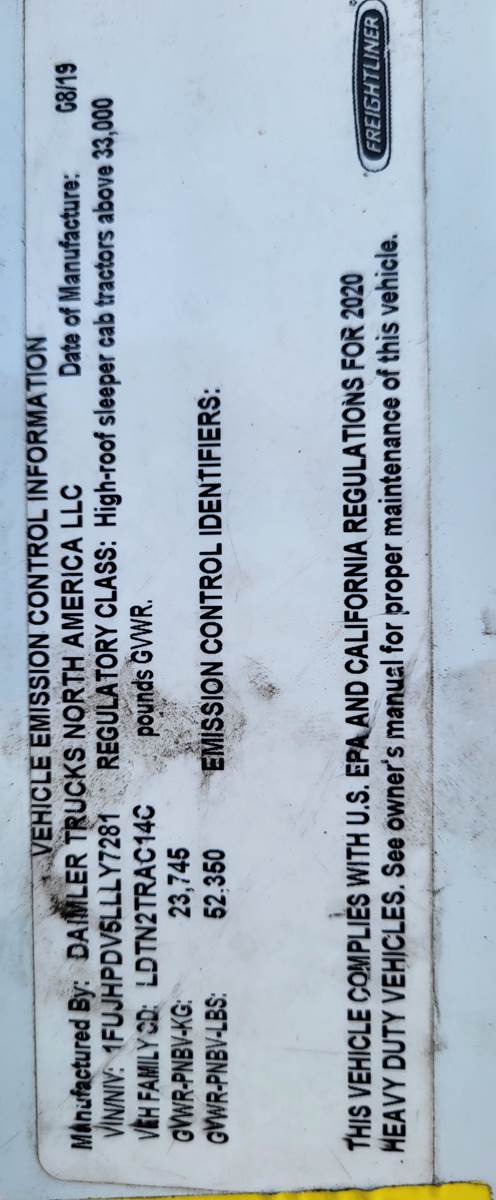 VEHICLE EMISSION CONTROL INFORMATION
Manufactured By: DAIMLER TRUCKS NORTH AMERICA LLC Date of Manufacture: 08/19
VIN/NIV: 1FUJHPDV5LLLY7281 REGULATORY CLASS: High-roof sleeper cab tractors above 33,000
VEH FAMILY CD: LDTN2TRAC14C pounds GVWR.
GVWR-PNBV-KG: 23,745
GVWR-PNBV-LBS: 52,350 EMISSION CONTROL IDENTIFIERS:
THIS VEHICLE COMPLIES WITH U.S. EPA AND CALIFORNIA REGULATIONS FOR 2020
HEAVY DUTY VEHICLES. See owner's manual for proper maintenance of this vehicle.
FREIGHTLINER